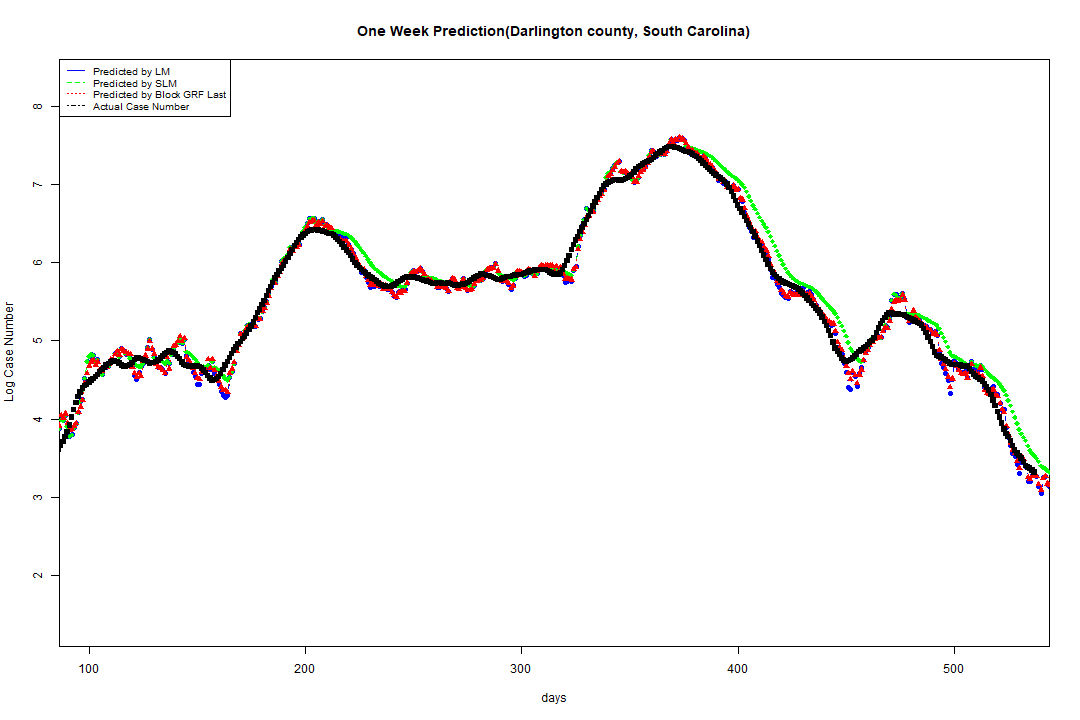 One Week Prediction(Darlington county, South Carolina)
Predicted by LM
Predicted by SLM
Predicted by Block GRF Last
Actual Case Number
Log Case Number
8
7
6
5
4
3
2
100 200 300 400 500
days